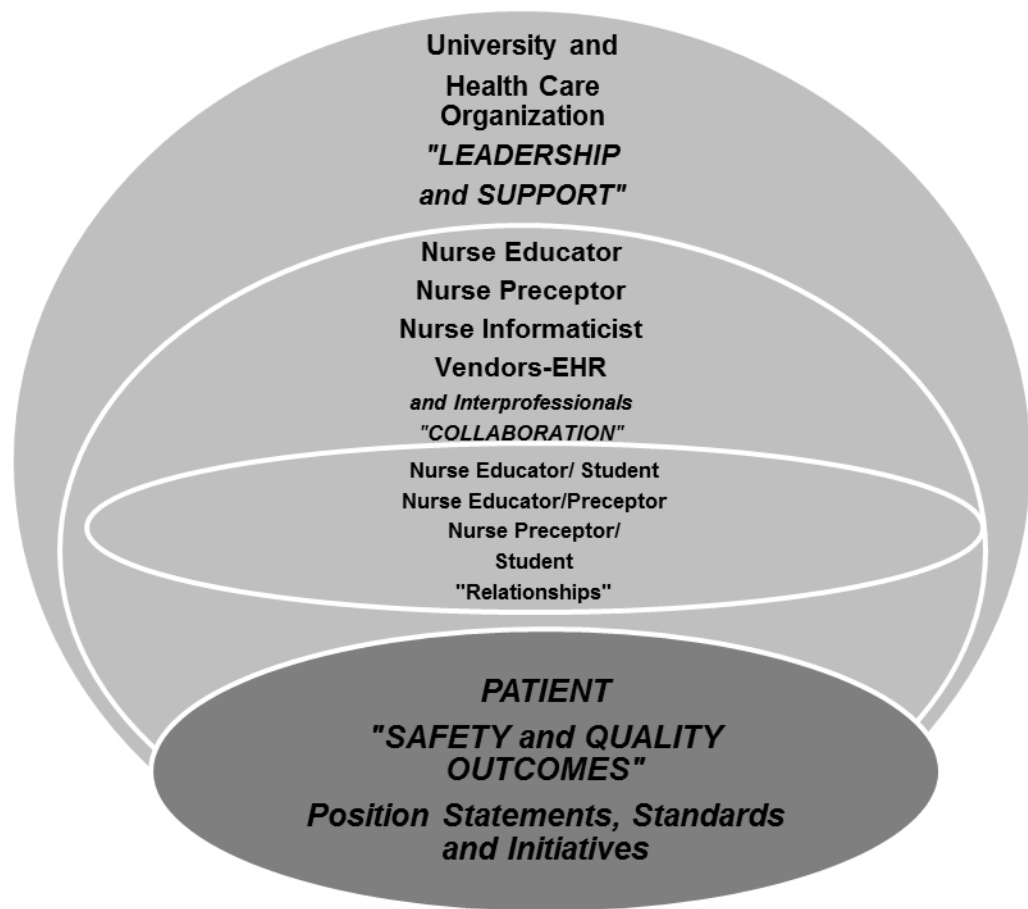 University and
Health Care
Organization
"LEADERSHIP
and SUPPORT"
Nurse Educator
Nurse Preceptor
Nurse Informaticist
Vendors-EHR
and Interprofessionals
"COLLABORATION"
Nurse Educator/ Student
Nurse Educator/Preceptor
Nurse Preceptor/
Student
"Relationships"
PATIENT
"SAFETY and QUALITY
OUTCOMES"
Position Statements, Standards
and Initiatives